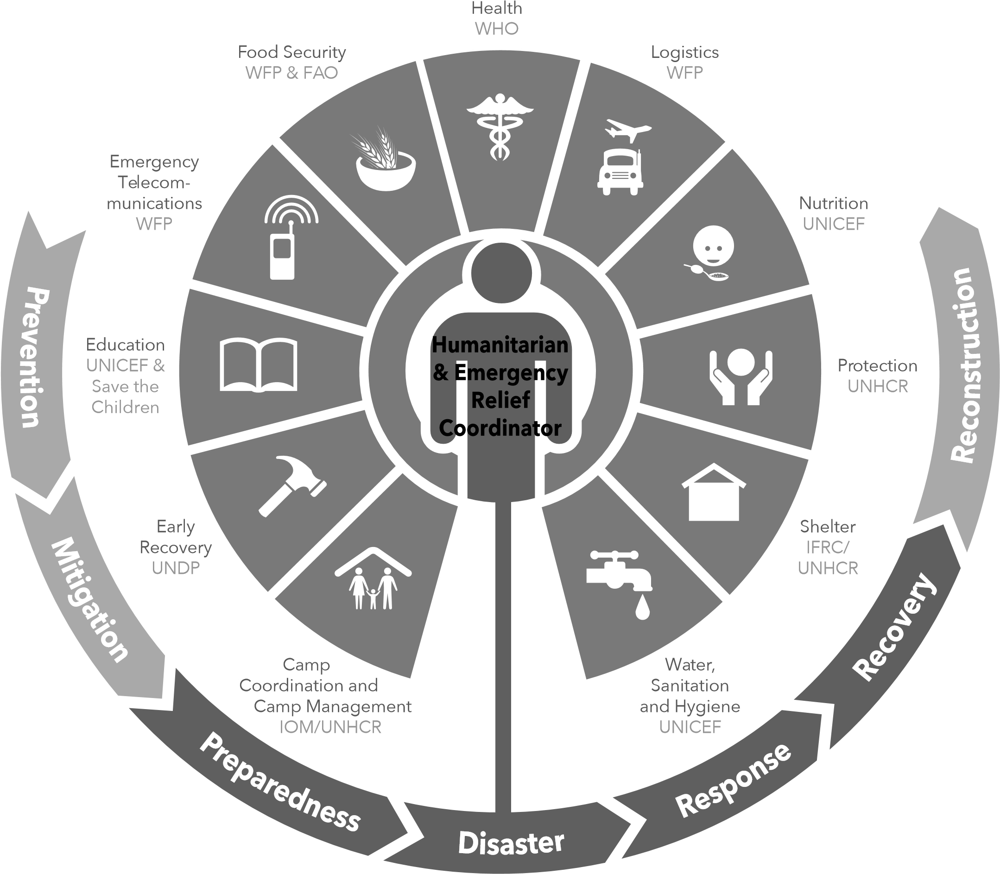 Health
WHO
Food Security
WFP & FAO
Logistics
WFP
Emergency
Telecom-
munications
WFP
Nutrition
UNICEF
Education
UNICEF &
Save the
Children
Protection
UNHCR
Humanitarian
& Emergency
Relief
Coordinator
Early
Recovery
UNDP
Shelter
IFRC/
UNHCR
Camp
Coordination and
Camp Management
IOM/UNHCR
Water,
Sanitation
and Hygiene
UNICEF
Prevention
Mitigation
Preparedness
Disaster
Response
Recovery
Reconstruction